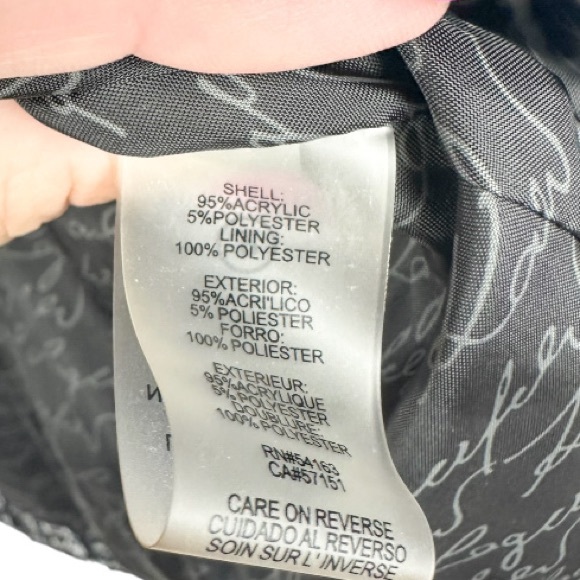 SHELL:
95%ACRYLIC
5%POLYESTER
LINING:
100% POLYESTER
EXTERIOR:
95%ACRI'LICO
5% POLIESTER
FORRO:
100% POLIESTER
EXTERIEUR:
95%ACRYLIQUE
5%POLYESTER
DOUBLURE:
100%POLYESTER
RN#54163
CA#57151
CARE ON REVERSE
CUIDADO AL REVERSO
SOIN SUR L'INVERSE